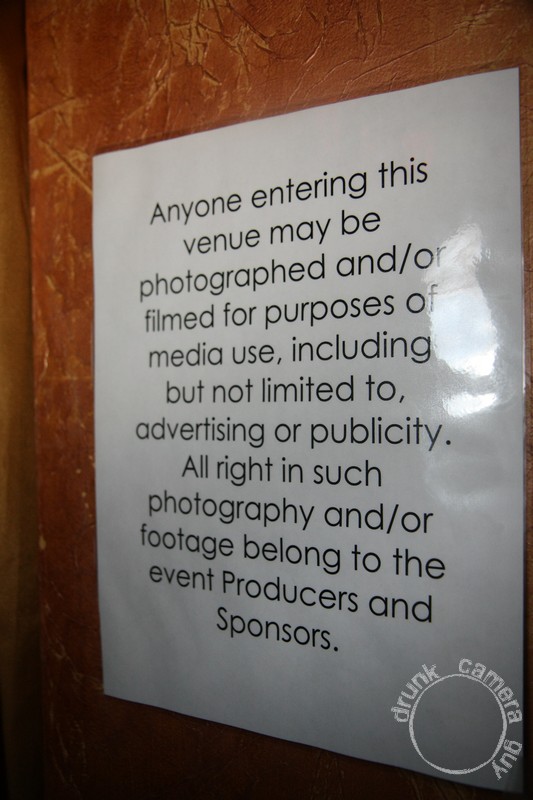 Anyone entering this
venue may be
photographed and/or
filmed for purposes of
media use, including
but not limited to,
advertising or publicity.
All right in such
photography and/or
footage belong to the
event Producers and
Sponsors.
drunk camera guy